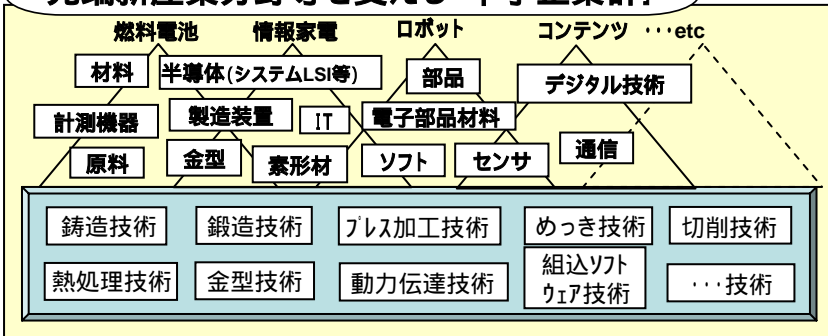 燃料電池 情報家電 ロボット コンテンツ ･･･etc
材料 半導体(システムLSI等) 部品 デジタル技術
計測機器 製造装置 IT 電子部品材料
原料 金型 素形材 ソフト センサ 通信
鋳造技術 鍛造技術 プレス加工技術 めっき技術 切削技術
熱処理技術 金型技術 動力伝達技術 組込ソフト
ウェア技術 ･･･技術